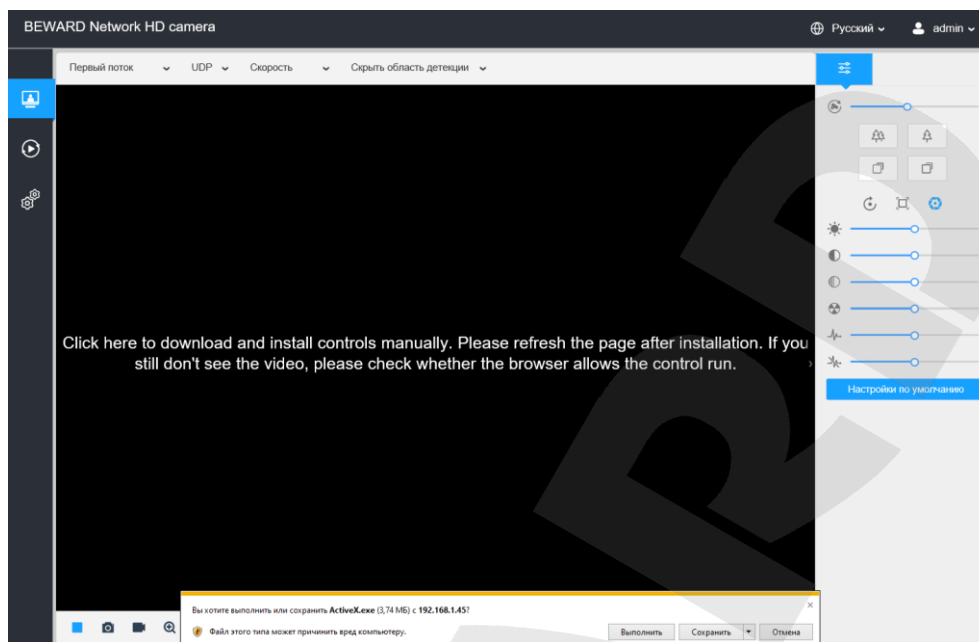 BEWARD Network HD camera
Русский
admin
Первый поток
UDP
Скорость
Скрыть область детекции
Click here to download and install controls manually. Please refresh the page after installation. If you
still don't see the video, please check whether the browser allows the control run.
Настройки по умолчанию
Вы хотите выполнить или сохранить ActiveX.exe (3,74 МБ) с 192.168.1.45?
Файл этого типа может причинить вред компьютеру.
Выполнить
Сохранить
Отмена